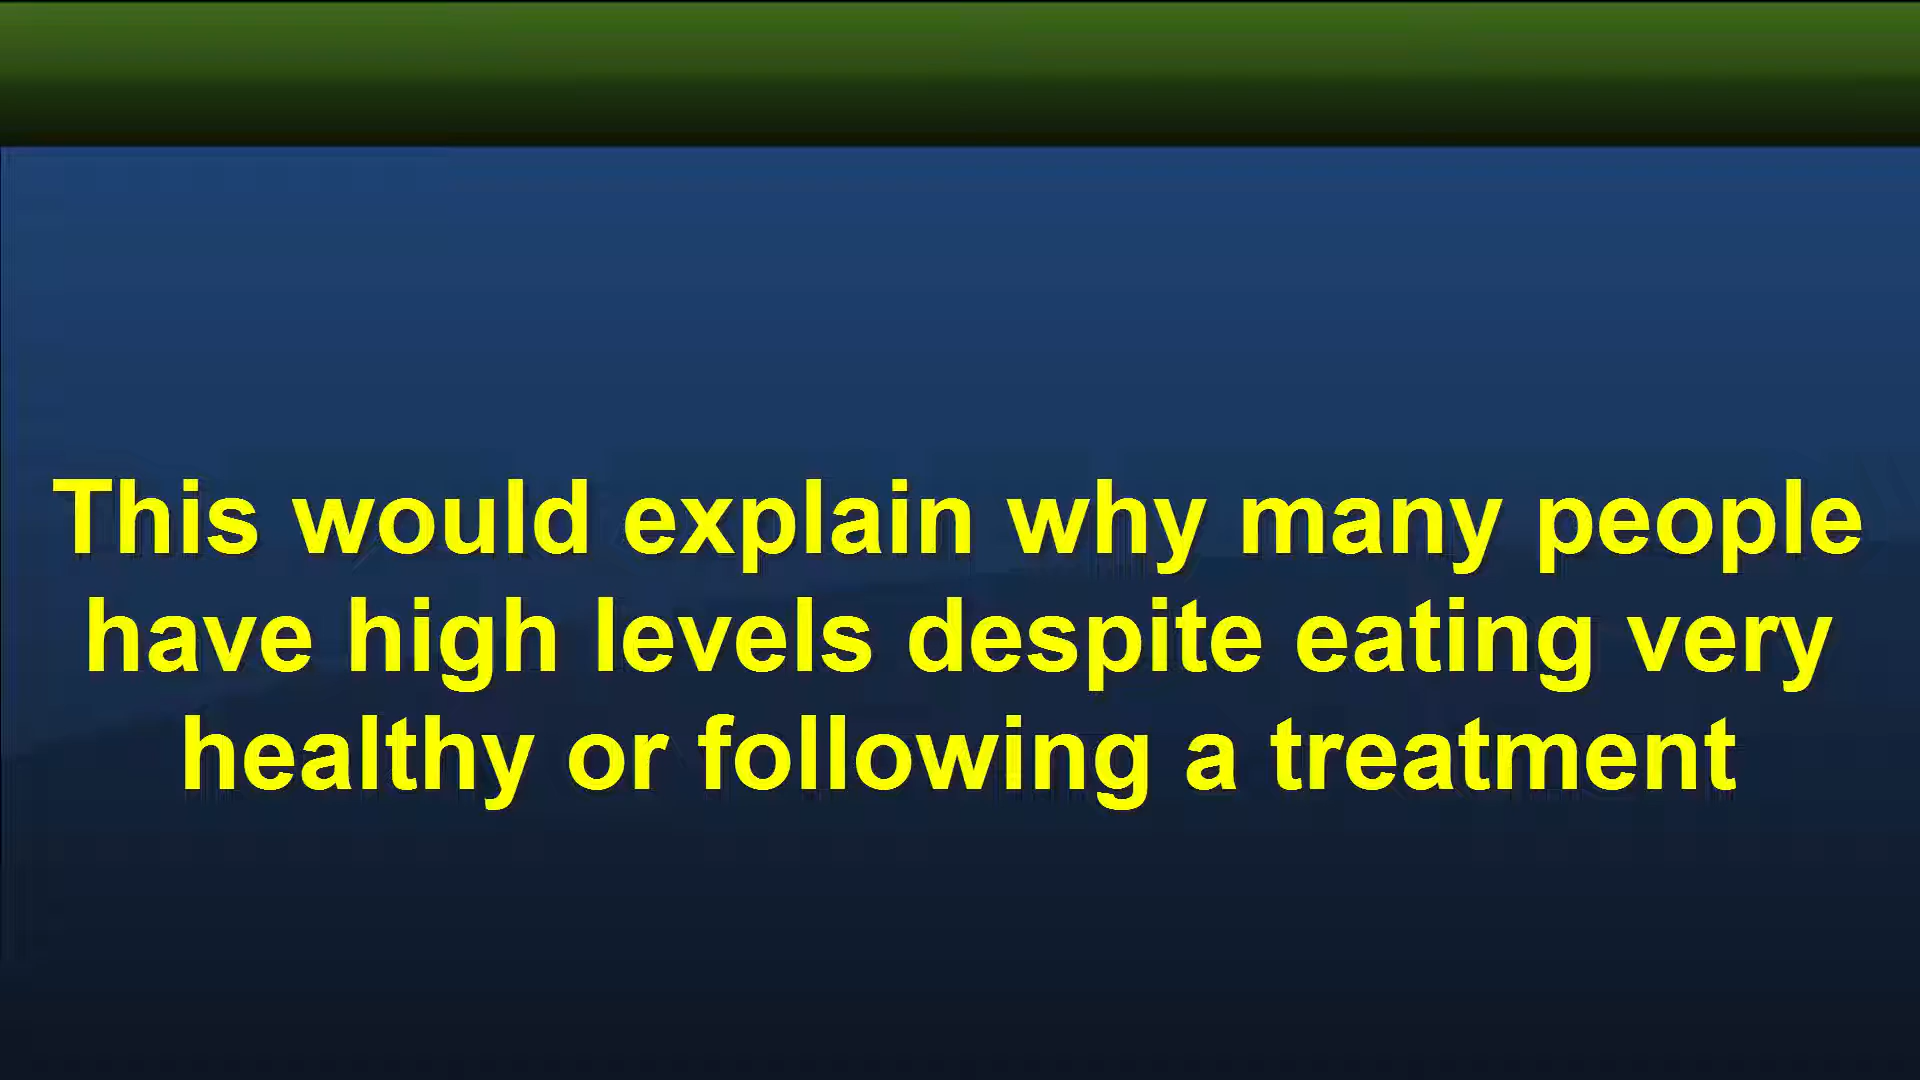 This would explain why many people
have high levels despite eating very
healthy or following a treatment